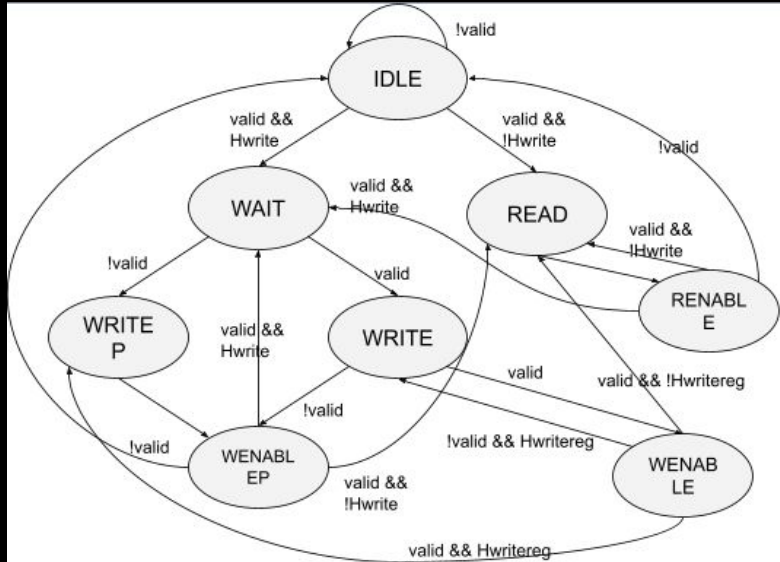 !valid
IDLE
valid &&
Hwrite
valid &&
!Hwrite
!valid
WAIT
valid &&
Hwrite
READ
valid &&
!Hwrite
!valid
valid
RENABL
E
WRITE
P
valid &&
Hwrite
WRITE
valid
valid && !Hwritereg
!valid
!valid
!valid && Hwritereg
WENABL
EP
valid &&
!Hwrite
WENAB
LE
valid && Hwritereg